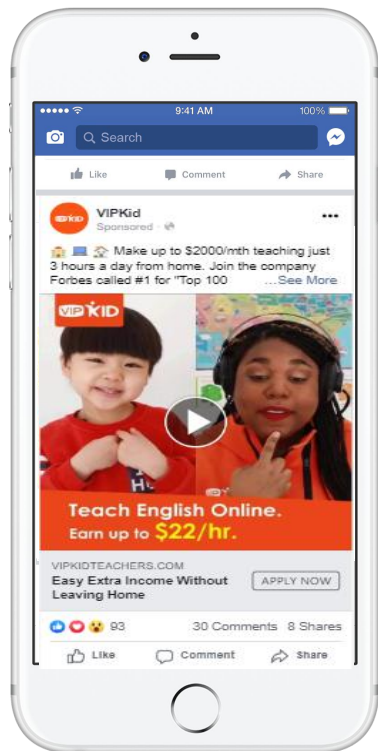 9:41 AM 100%
Search
Like Comment Share
VIPKID
VIPKid
Sponsored
Make up to $2000/mth teaching just
3 hours a day from home. Join the company
Forbes called #1 for "Top 100 ...See More
VIPKID
Teach English Online.
Earn up to $22/hr.
VIPKIDTEACHERS.COM
Easy Extra Income Without
Leaving Home
APPLY NOW
93 30 Comments 8 Shares
Like Comment Share